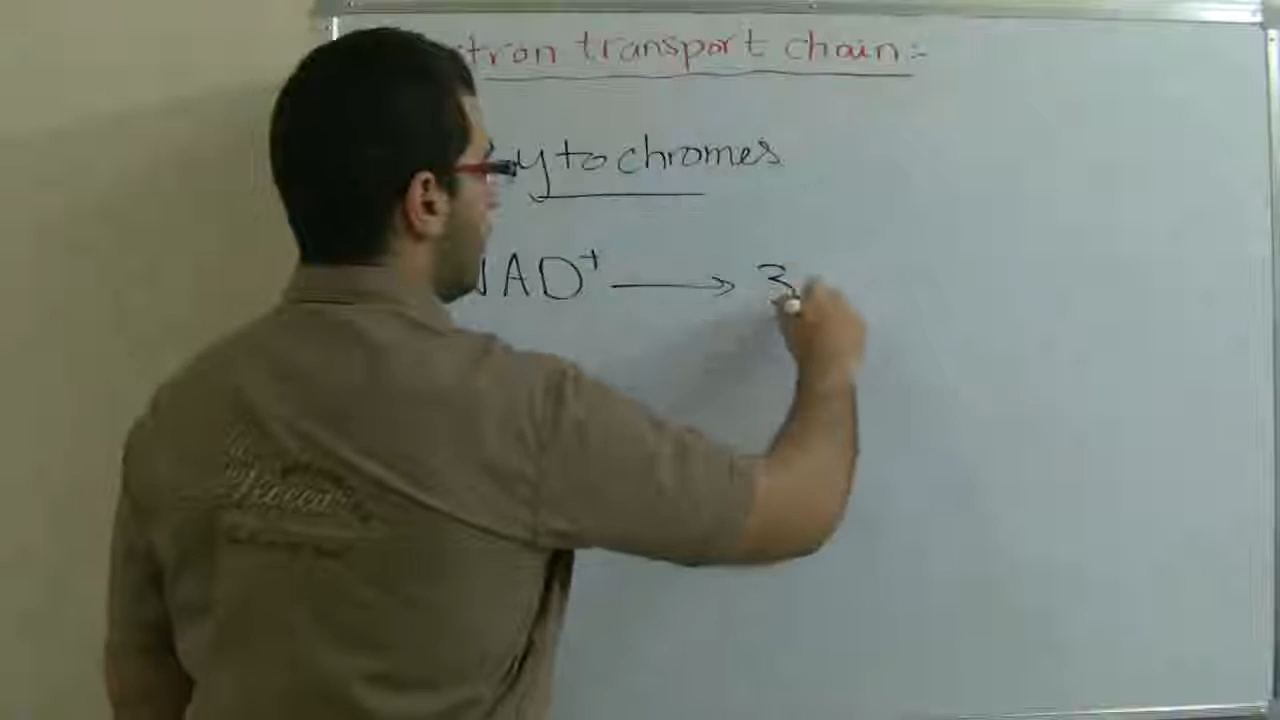 tron transport chain:-
ytochromes
NAD⁺ ⟶ 3